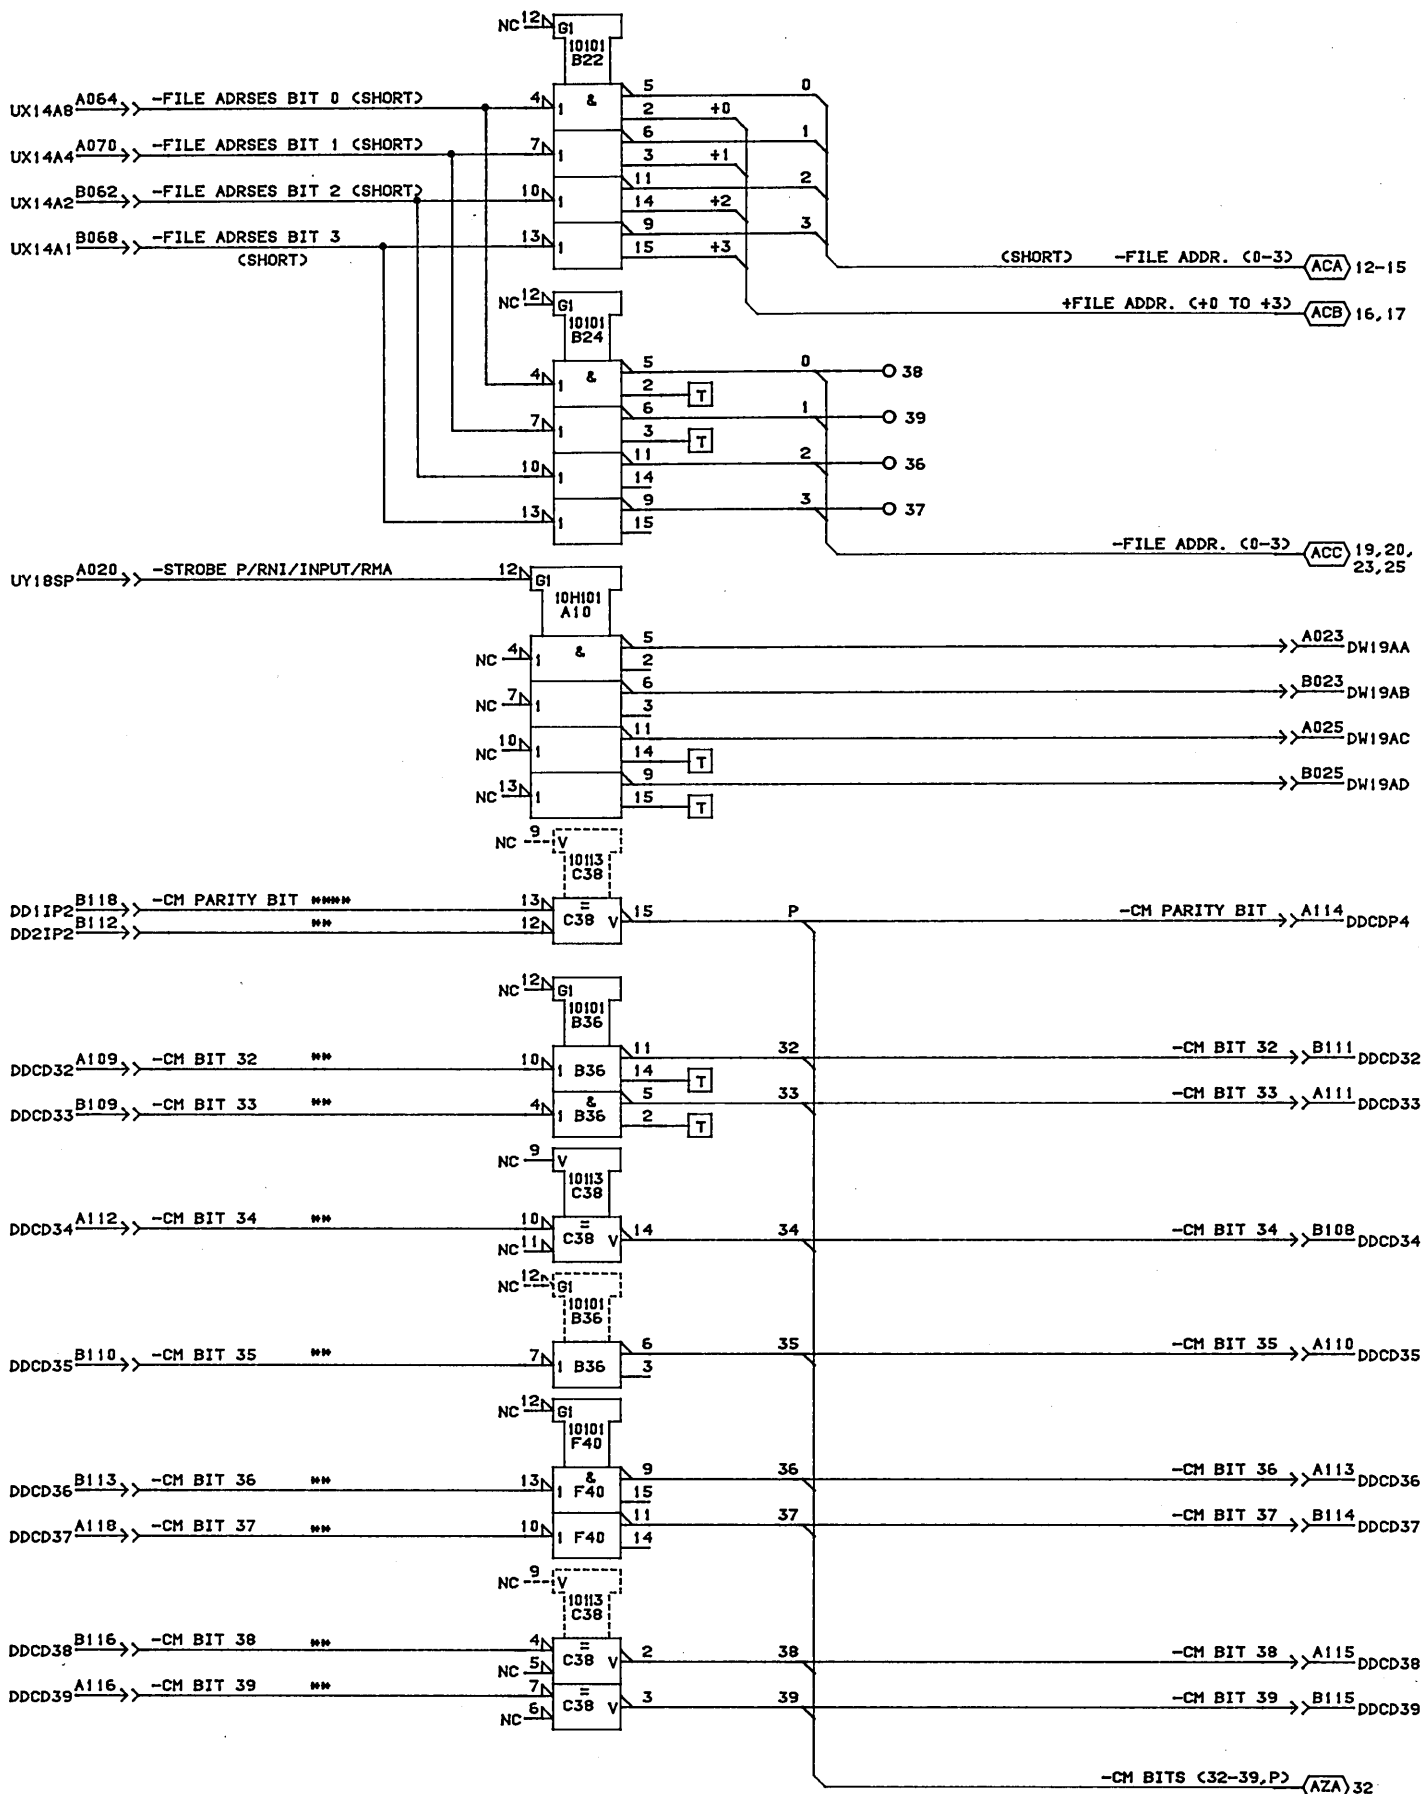 NC 12 G1
10101
B22
UX14A8 A064 -FILE ADRSES BIT 0 (SHORT) 4 1 & 5 0
2 +0
UX14A4 A070 -FILE ADRSES BIT 1 (SHORT) 7 1 6 1
3 +1
UX14A2 B062 -FILE ADRSES BIT 2 (SHORT) 10 1 11 2
14 +2
UX14A1 B068 -FILE ADRSES BIT 3 13 1 9 3
(SHORT) 15 +3
(SHORT) -FILE ADDR. (0-3) ACA 12-15
NC 12 G1 +FILE ADDR. (+0 TO +3) ACB 16,17
10101
B24
4 1 & 5 0 38
2 T
7 1 6 1 39
3 T
10 1 11 2 36
14
13 1 9 3 37
15
-FILE ADDR. (0-3) ACC 19,20,
23,25
UY18SP A020 -STROBE P/RNI/INPUT/RMA 12 G1
10H101
A10
NC 4 1 & 5 A023 DW19AA
2
NC 7 1 6 B023 DW19AB
3
NC 10 1 11 A025 DW19AC
14 T
NC 13 1 9 B025 DW19AD
15 T
NC 9 V
10113
C38
DD1IP2 B118 -CM PARITY BIT **** 13 = 15 P -CM PARITY BIT A114 DDCDP4
DD2IP2 B112 ** 12 C38 V
NC 12 G1
10101
B36
DDCD32 A109 -CM BIT 32 ** 10 1 B36 11 32 -CM BIT 32 B111 DDCD32
14 T
DDCD33 B109 -CM BIT 33 ** 4 1 & B36 5 33 -CM BIT 33 A111 DDCD33
2 T
NC 9 V
10113
C38
DDCD34 A112 -CM BIT 34 ** 10 = 14 34 -CM BIT 34 B108 DDCD34
NC 11 C38 V
NC 12 G1
10101
B36
DDCD35 B110 -CM BIT 35 ** 7 1 B36 6 35 -CM BIT 35 A110 DDCD35
3
NC 12 G1
10101
F40
DDCD36 B113 -CM BIT 36 ** 13 1 & F40 9 36 -CM BIT 36 A113 DDCD36
15
DDCD37 A118 -CM BIT 37 ** 10 1 F40 11 37 -CM BIT 37 B114 DDCD37
14
NC 9 V
10113
C38
DDCD38 B116 -CM BIT 38 ** 4 = C38 V 2 38 -CM BIT 38 A115 DDCD38
NC 5
DDCD39 A116 -CM BIT 39 ** 7 = C38 V 3 39 -CM BIT 39 B115 DDCD39
NC 6
-CM BITS (32-39,P) AZA 32